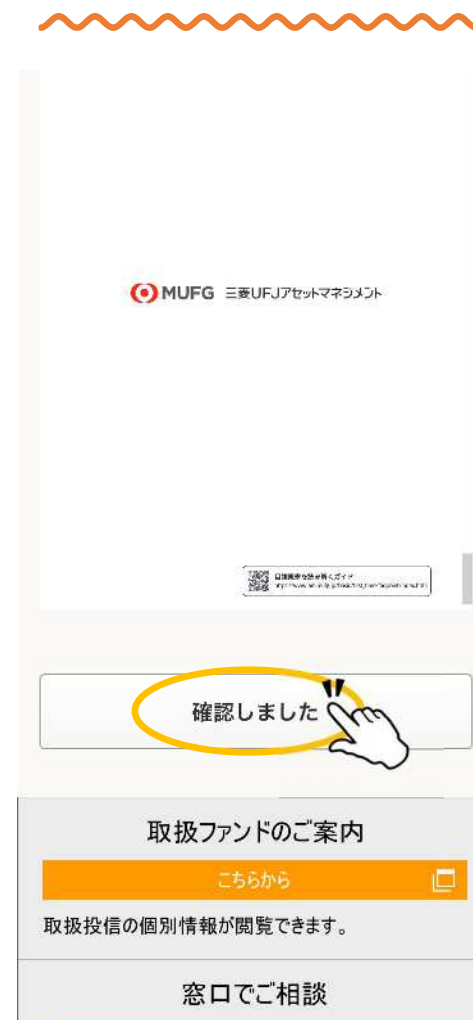 MUFG 三菱UFJアセットマネジメント
確認しました
取扱ファンドのご案内
こちらから
取扱投信の個別情報が閲覧できます。
窓口でご相談